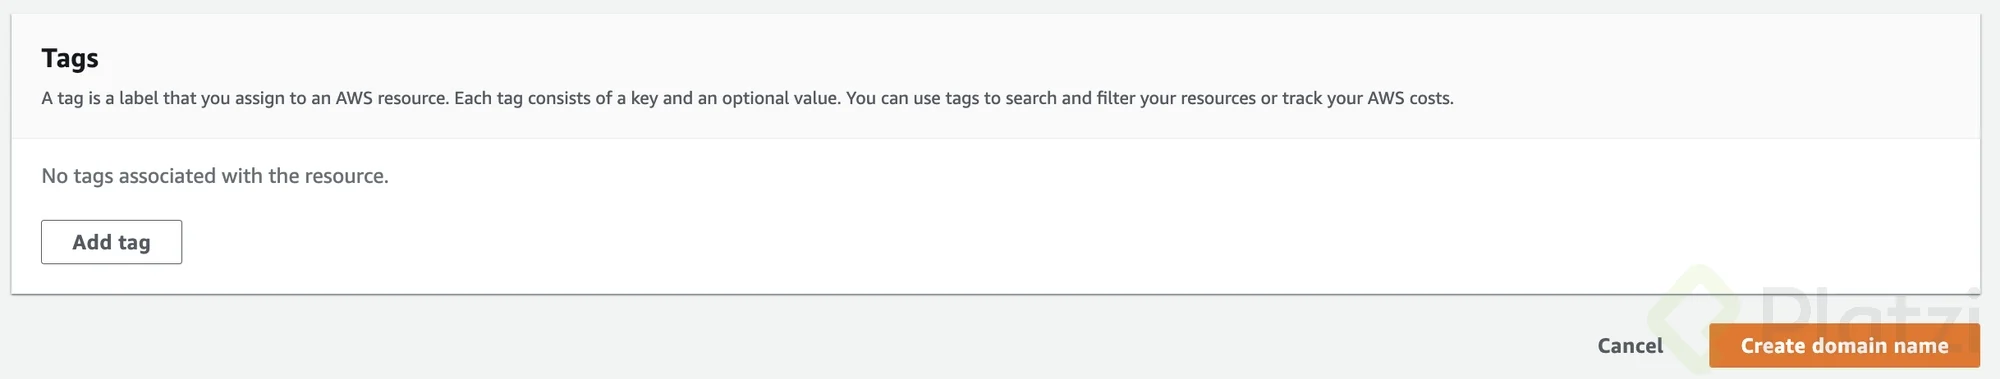 Tags
A tag is a label that you assign to an AWS resource. Each tag consists of a key and an optional value. You can use tags to search and filter your resources or track your AWS costs.
No tags associated with the resource.
Add tag
Platzi
Cancel
Create domain name